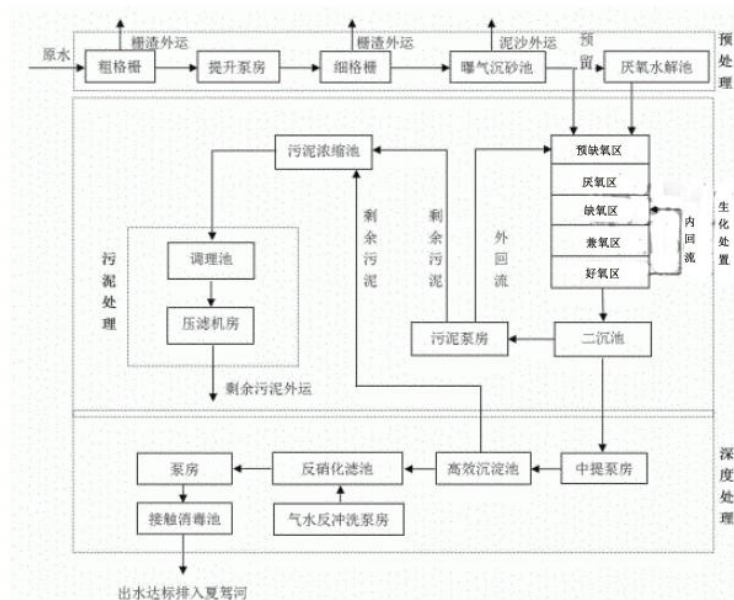 原水
栅渣外运
栅渣外运
泥沙外运
预留
预处理
粗格栅
提升泵房
细格栅
曝气沉砂池
厌氧水解池
污泥浓缩池
预缺氧区
厌氧区
缺氧区
兼氧区
好氧区
内回流
生化处置
剩余污泥
剩余污泥
外回流
污泥处理
调理池
压滤机房
剩余污泥外运
污泥泵房
二沉池
泵房
反硝化滤池
高效沉淀池
中提泵房
深度处理
接触消毒池
气水反冲洗泵房
出水达标排入夏驾河